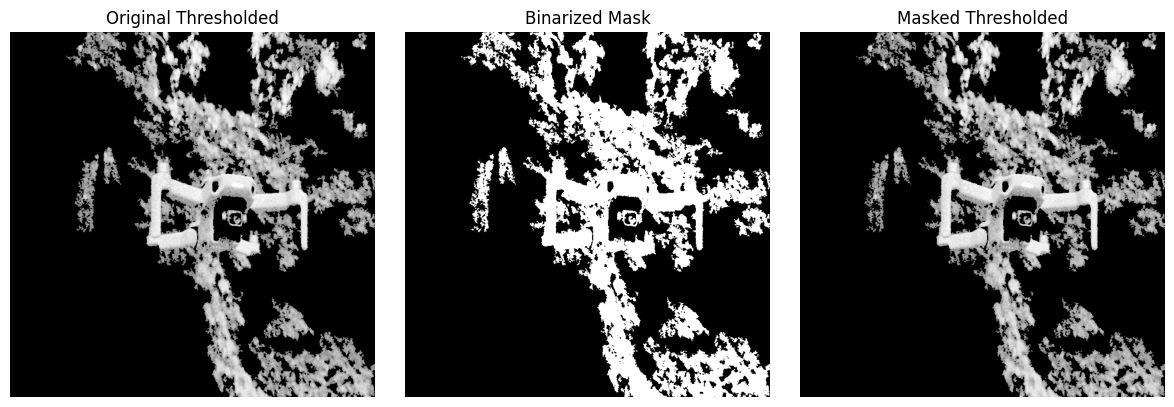 Original Thresholded
Binarized Mask
Masked Thresholded